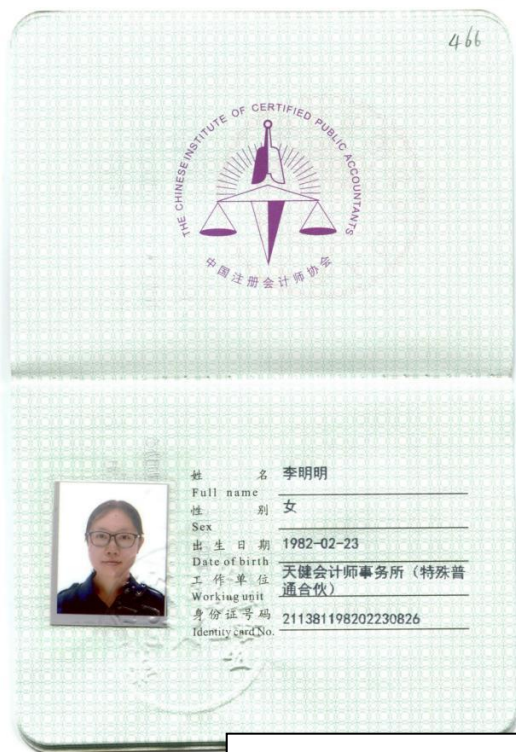 466
THE CHINESE INSTITUTE OF CERTIFIED PUBLIC ACCOUNTANTS
中国注册会计师协会
姓 名 李明明
Full name
性 别 女
Sex
出生日期 1982-02-23
Date of birth
工作单位 天健会计师事务所（特殊普
Working unit 通合伙）
身份证号码 211381198202230826
Identity card No.